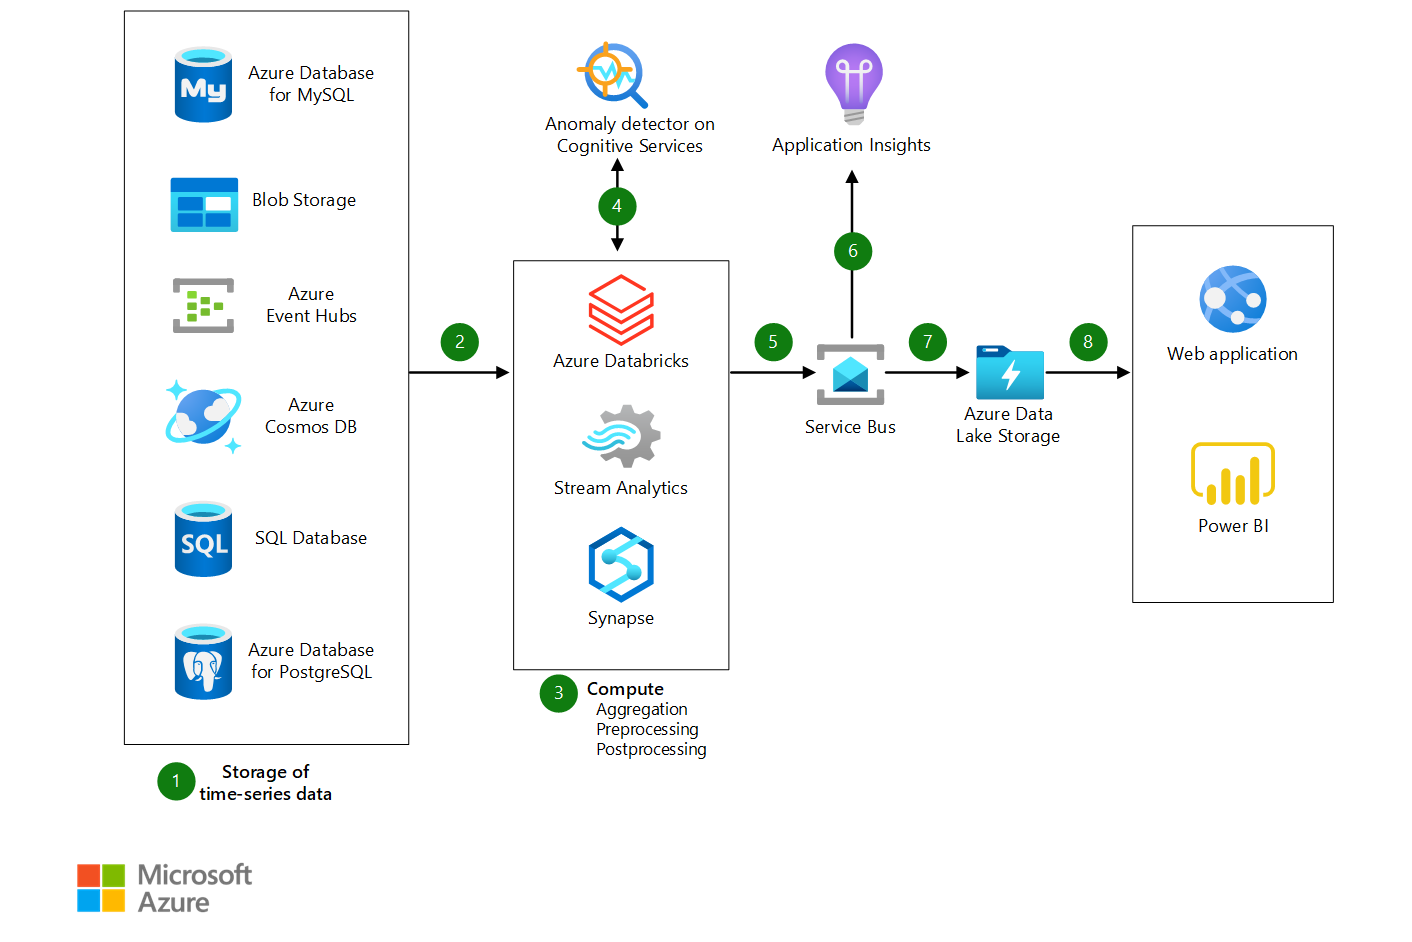 My
Azure Database
for MySQL
Blob Storage
Azure
Event Hubs
Azure
Cosmos DB
SQL
SQL Database
Azure Database
for PostgreSQL
1
Storage of
time-series data
2
Anomaly detector on
Cognitive Services
4
Azure Databricks
Stream Analytics
Synapse
3
Compute
Aggregation
Preprocessing
Postprocessing
5
Application Insights
6
Service Bus
7
Azure Data
Lake Storage
8
Web application
Power BI
Microsoft
Azure